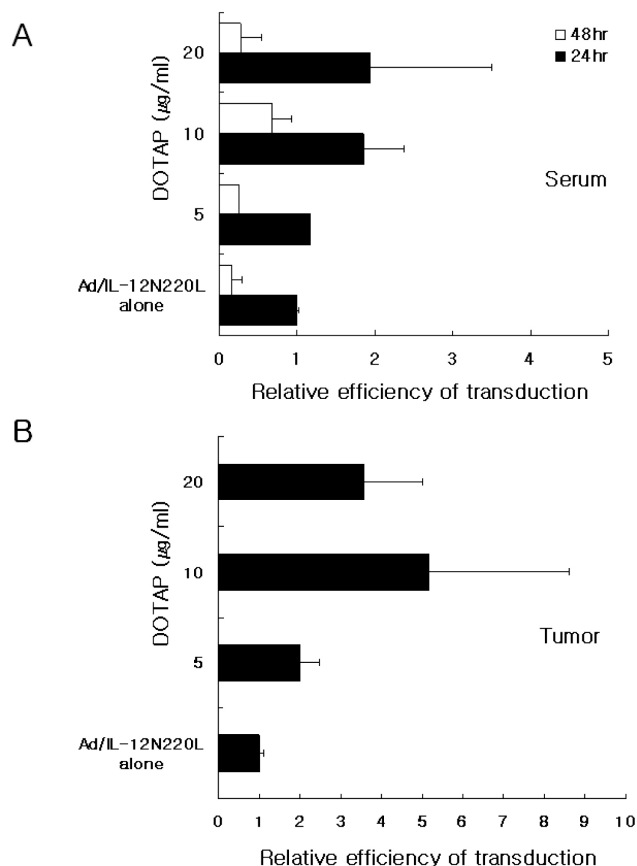 A
48hr
24hr
20
10
5
Ad/IL-12N220L
alone
DOTAP (µg/ml)
Serum
0 1 2 3 4 5
Relative efficiency of transduction
B
20
10
5
Ad/IL-12N220L
alone
DOTAP (µg/ml)
Tumor
0 1 2 3 4 5 6 7 8 9 10
Relative efficiency of transduction